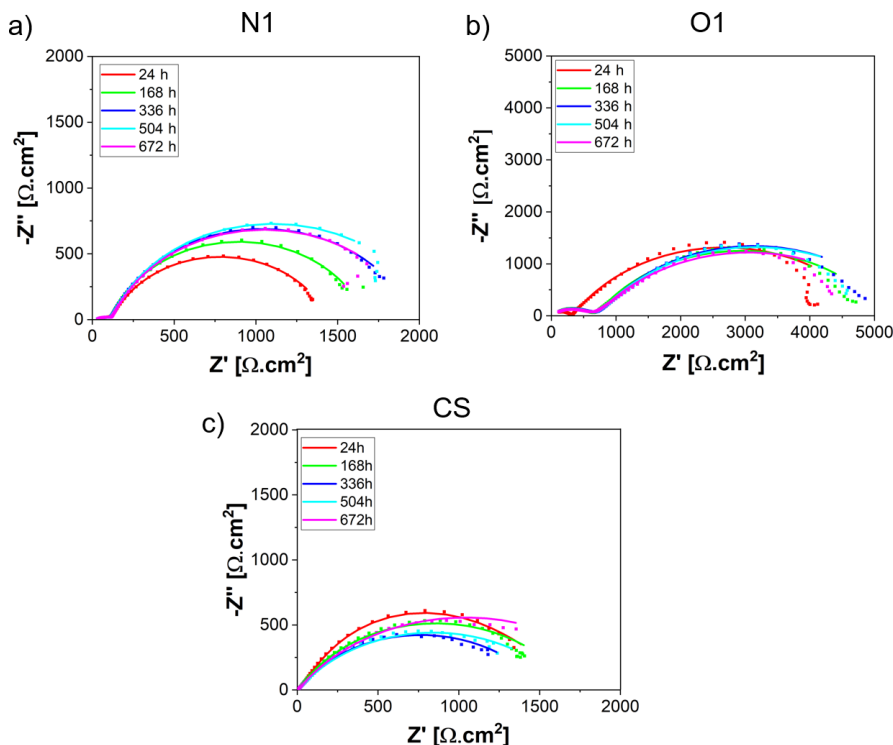 a)
N1
2000
1500
1000
500
0
-Z'' [Ω.cm²]
24 h
168 h
336 h
504 h
672 h
0 500 1000 1500 2000
Z' [Ω.cm²]
b)
O1
5000
4000
3000
2000
1000
0
-Z'' [Ω.cm²]
24 h
168 h
336 h
504 h
672 h
0 1000 2000 3000 4000 5000
Z' [Ω.cm²]
c)
CS
2000
1500
1000
500
0
-Z'' [Ω.cm²]
24h
168h
336h
504h
672h
0 500 1000 1500 2000
Z' [Ω.cm²]